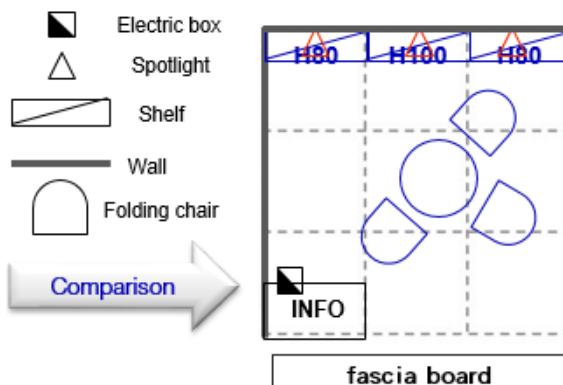 Electric box
Spotlight
Shelf
Wall
Folding chair
Comparison
H80
H100
H80
INFO
fascia board